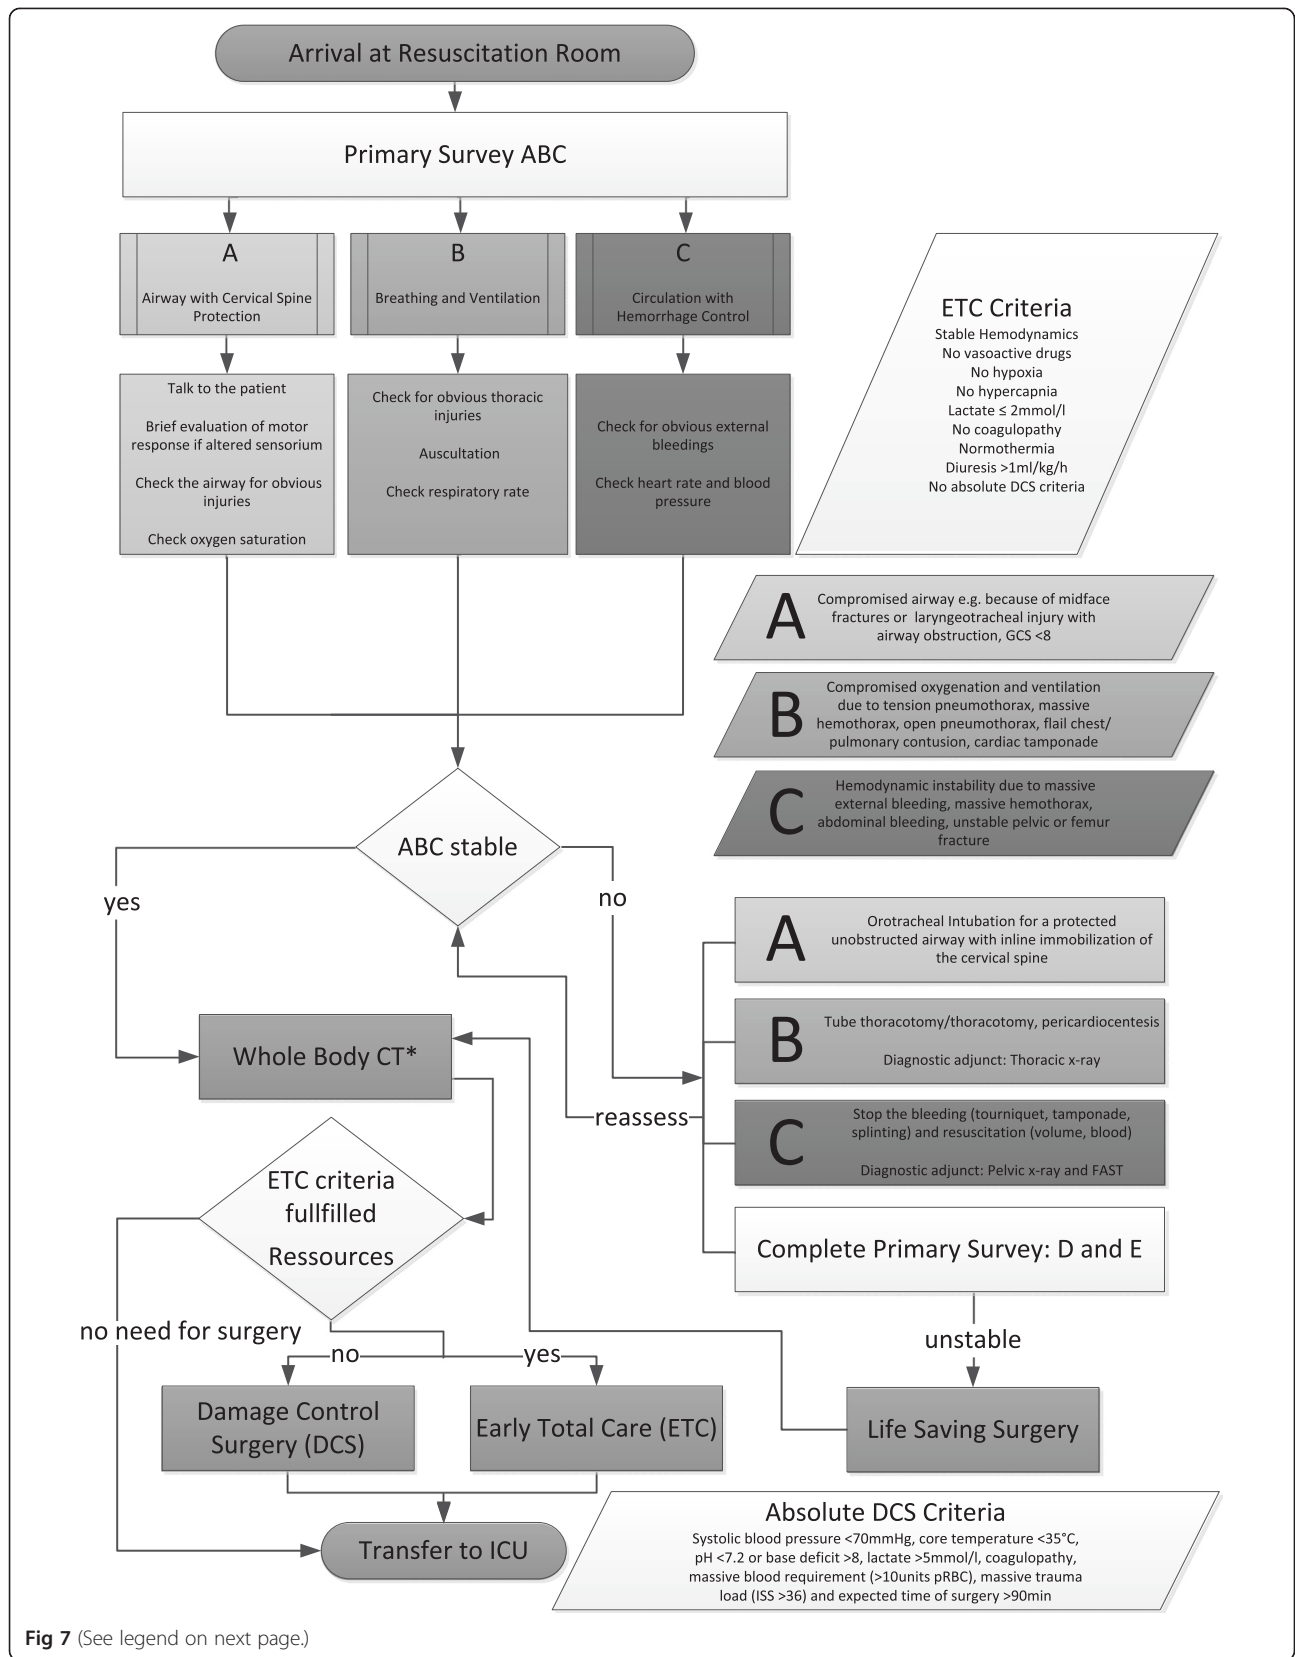 Arrival at Resuscitation Room
Primary Survey ABC
A
Airway with Cervical Spine
Protection
B
Breathing and Ventilation
C
Circulation with
Hemorrhage Control
Talk to the patient
Brief evaluation of motor
response if altered sensorium
Check the airway for obvious
injuries
Check oxygen saturation
Check for obvious thoracic
injuries
Auscultation
Check respiratory rate
Check for obvious external
bleedings
Check heart rate and blood
pressure
ETC Criteria
Stable Hemodynamics
No vasoactive drugs
No hypoxia
No hypercapnia
Lactate ≤ 2mmol/l
No coagulopathy
Normothermia
Diuresis >1ml/kg/h
No absolute DCS criteria
A
Compromised airway e.g. because of midface
fractures or laryngeotracheal injury with
airway obstruction, GCS <8
B
Compromised oxygenation and ventilation
due to tension pneumothorax, massive
hemothorax, open pneumothorax, flail chest/
pulmonary contusion, cardiac tamponade
C
Hemodynamic instability due to massive
external bleeding, massive hemothorax,
abdominal bleeding, unstable pelvic or femur
fracture
ABC stable
yes
no
A
Orotracheal Intubation for a protected
unobstructed airway with inline immobilization of
the cervical spine
B
Tube thoracotomy/thoracotomy, pericardiocentesis
Diagnostic adjunct: Thoracic x-ray
C
Stop the bleeding (tourniquet, tamponade,
splinting) and resuscitation (volume, blood)
Diagnostic adjunct: Pelvic x-ray and FAST
reassess
Complete Primary Survey: D and E
unstable
Life Saving Surgery
Whole Body CT*
ETC criteria
fullfilled
Ressources
no need for surgery
no
yes
Damage Control
Surgery (DCS)
Early Total Care (ETC)
Transfer to ICU
Absolute DCS Criteria
Systolic blood pressure <70mmHg, core temperature <35°C,
pH <7.2 or base deficit >8, lactate >5mmol/l, coagulopathy,
massive blood requirement (>10units pRBC), massive trauma
load (ISS >36) and expected time of surgery >90min
Fig 7 (See legend on next page.)